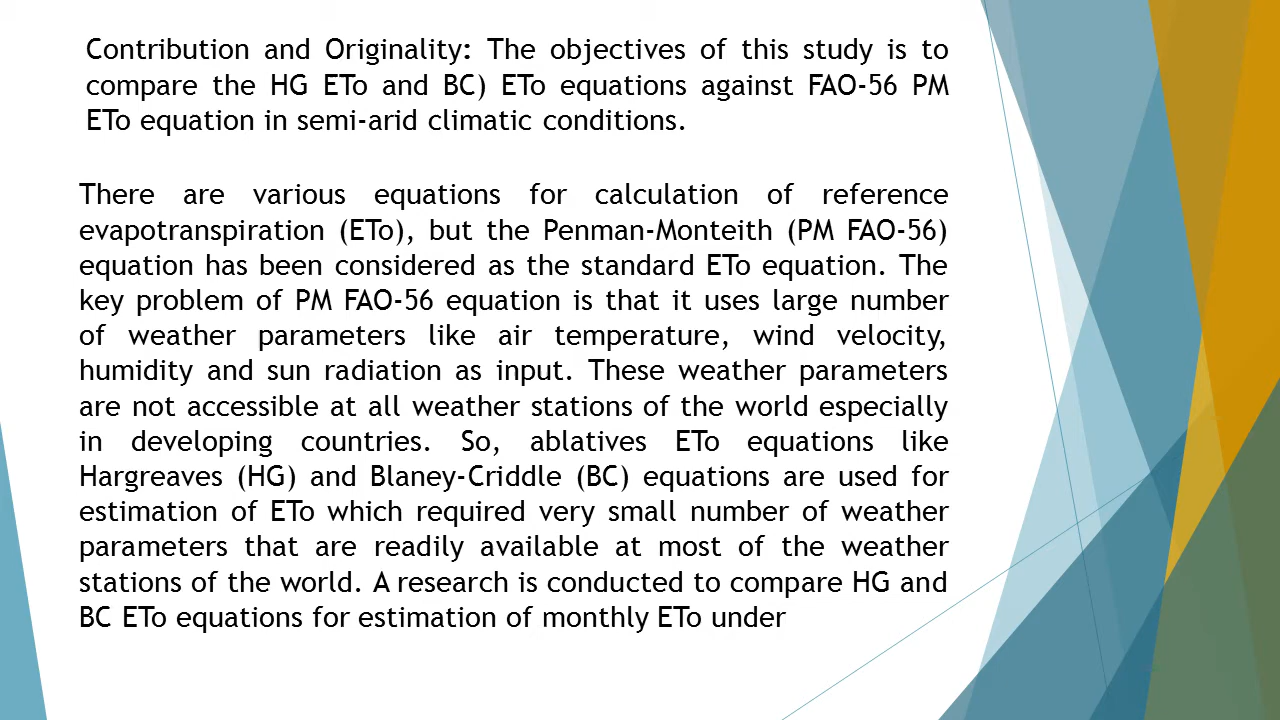 Contribution and Originality: The objectives of this study is to
compare the HG ETo and BC) ETo equations against FAO-56 PM
ETo equation in semi-arid climatic conditions.
There are various equations for calculation of reference
evapotranspiration (ETo), but the Penman-Monteith (PM FAO-56)
equation has been considered as the standard ETo equation. The
key problem of PM FAO-56 equation is that it uses large number
of weather parameters like air temperature, wind velocity,
humidity and sun radiation as input. These weather parameters
are not accessible at all weather stations of the world especially
in developing countries. So, ablatives ETo equations like
Hargreaves (HG) and Blaney-Criddle (BC) equations are used for
estimation of ETo which required very small number of weather
parameters that are readily available at most of the weather
stations of the world. A research is conducted to compare HG and
BC ETo equations for estimation of monthly ETo under